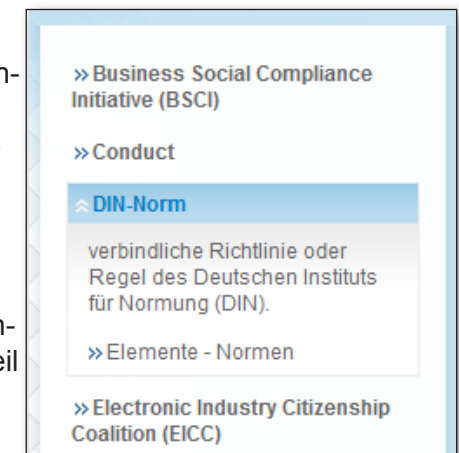 n-
» Business Social Compliance
Initiative (BSCI)
» Conduct
DIN-Norm
verbindliche Richtlinie oder
Regel des Deutschen Instituts
für Normung (DIN).
n-
» Elemente - Normen
eil
» Electronic Industry Citizenship
Coalition (EICC)